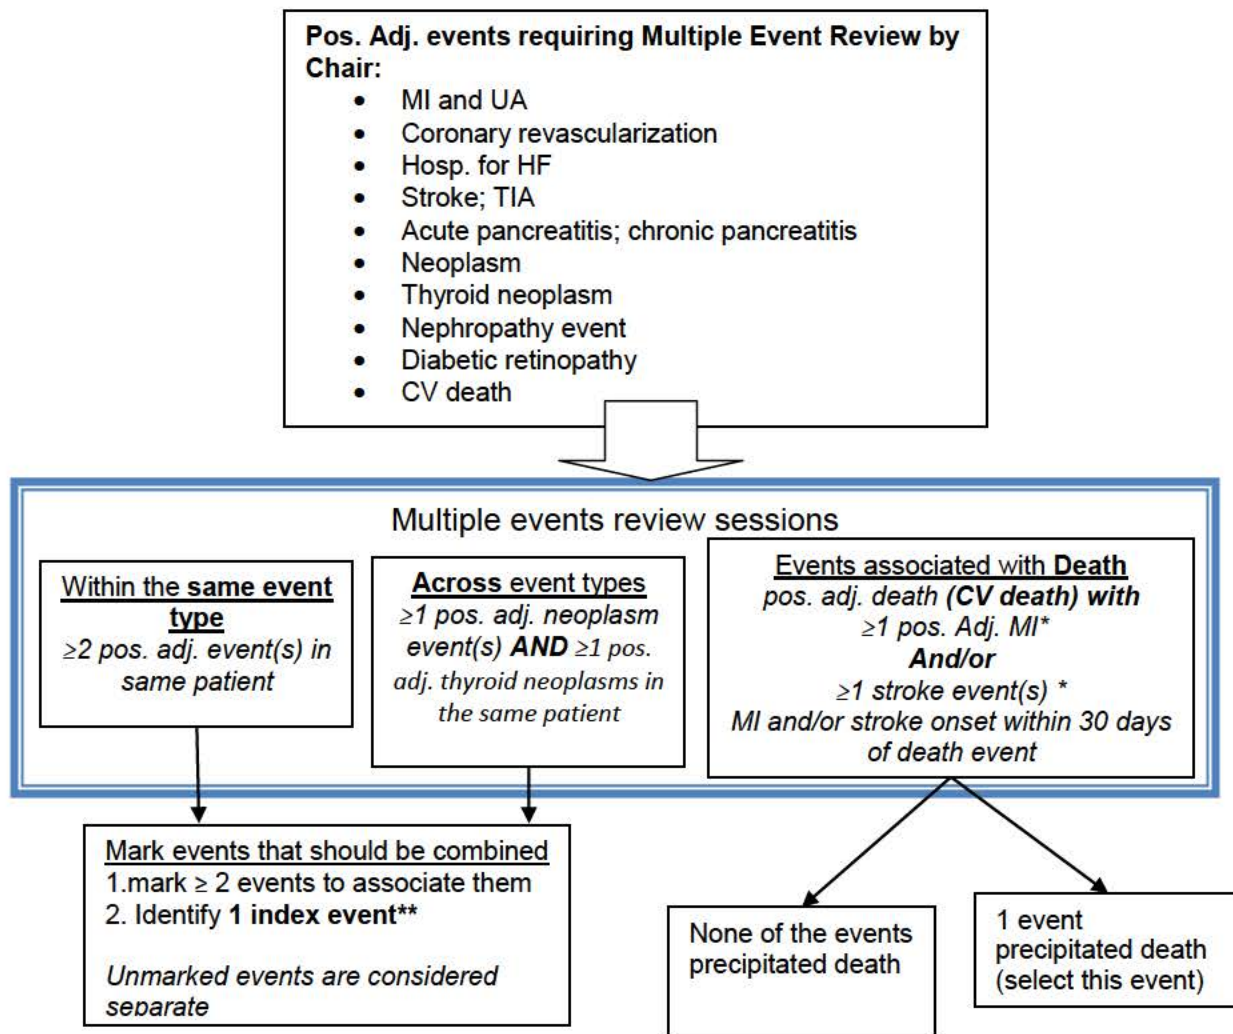 Pos. Adj. events requiring Multiple Event Review by
Chair:
• MI and UA
• Coronary revascularization
• Hosp. for HF
• Stroke; TIA
• Acute pancreatitis; chronic pancreatitis
• Neoplasm
• Thyroid neoplasm
• Nephropathy event
• Diabetic retinopathy
• CV death
Multiple events review sessions
Within the same event
type
≥2 pos. adj. event(s) in
same patient
Across event types
≥1 pos. adj. neoplasm
event(s) AND ≥1 pos.
adj. thyroid neoplasms in
the same patient
Events associated with Death
pos. adj. death (CV death) with
≥1 pos. Adj. MI*
And/or
≥1 stroke event(s) *
MI and/or stroke onset within 30 days
of death event
Mark events that should be combined
1.mark ≥ 2 events to associate them
2. Identify 1 index event**
Unmarked events are considered
separate
None of the events
precipitated death
1 event
precipitated death
(select this event)